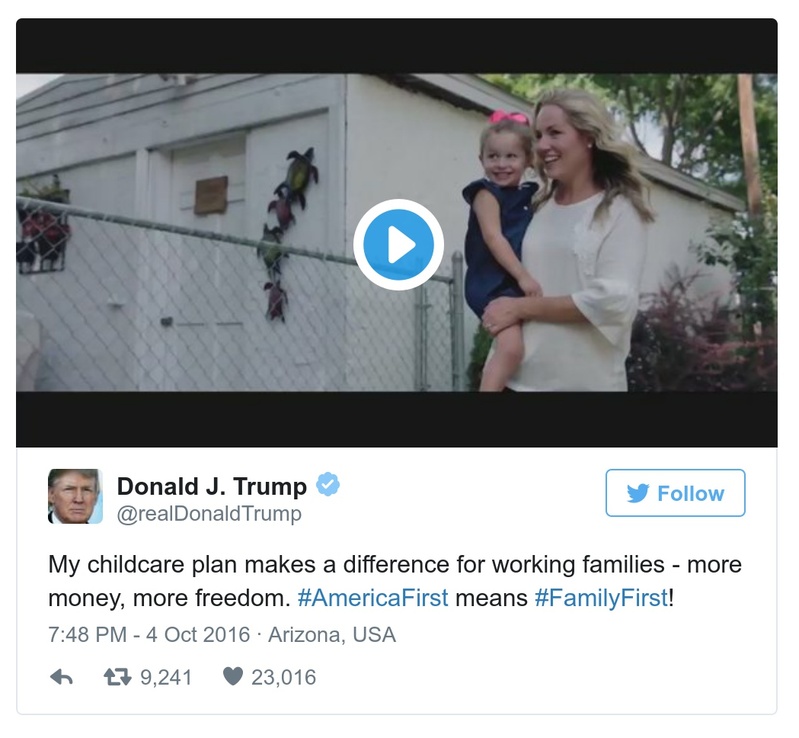 Donald J. Trump
@realDonaldTrump
Follow
My childcare plan makes a difference for working families - more
money, more freedom. #AmericaFirst means #FamilyFirst!
7:48 PM - 4 Oct 2016 · Arizona, USA
9,241 23,016